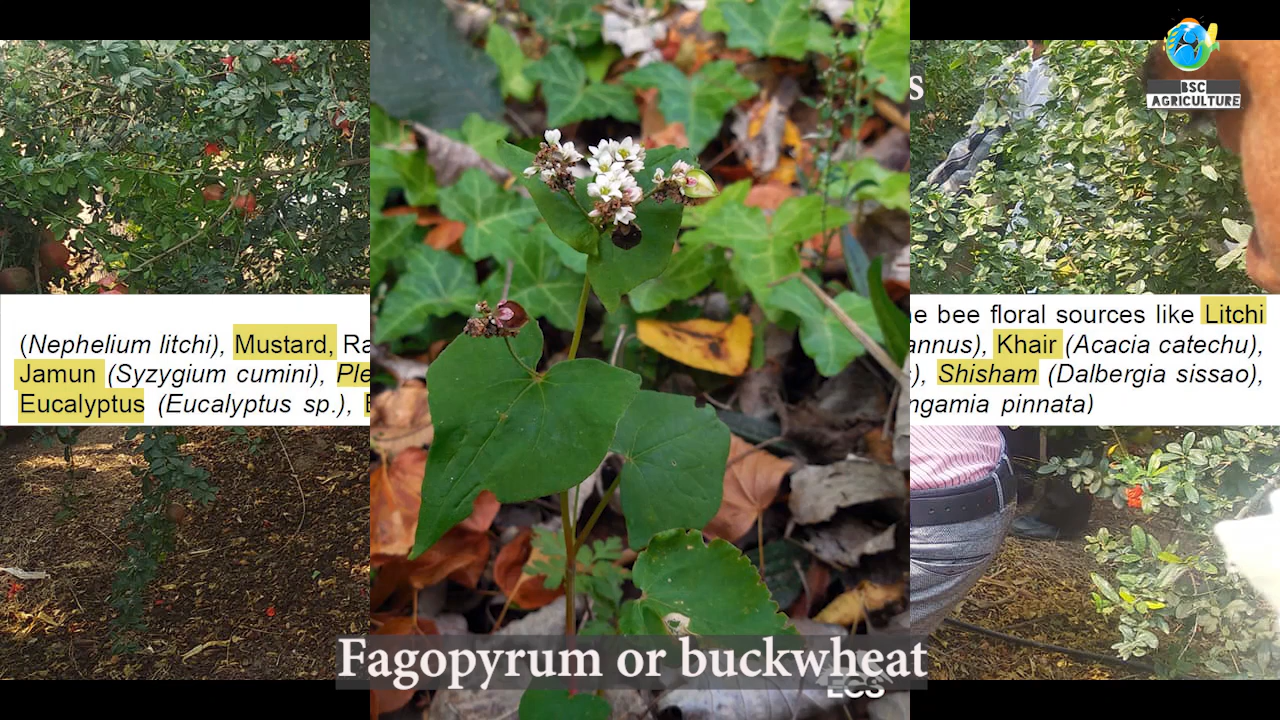 BSC
AGRICULTURE
s
e bee floral sources like Litchi
(Nephelium litchi), Mustard, Ra
annus), Khair (Acacia catechu),
Jamun (Syzygium cumini), Ple
), Shisham (Dalbergia sissao),
Eucalyptus (Eucalyptus sp.), E
ngamia pinnata)
Fagopyrum or buckwheat